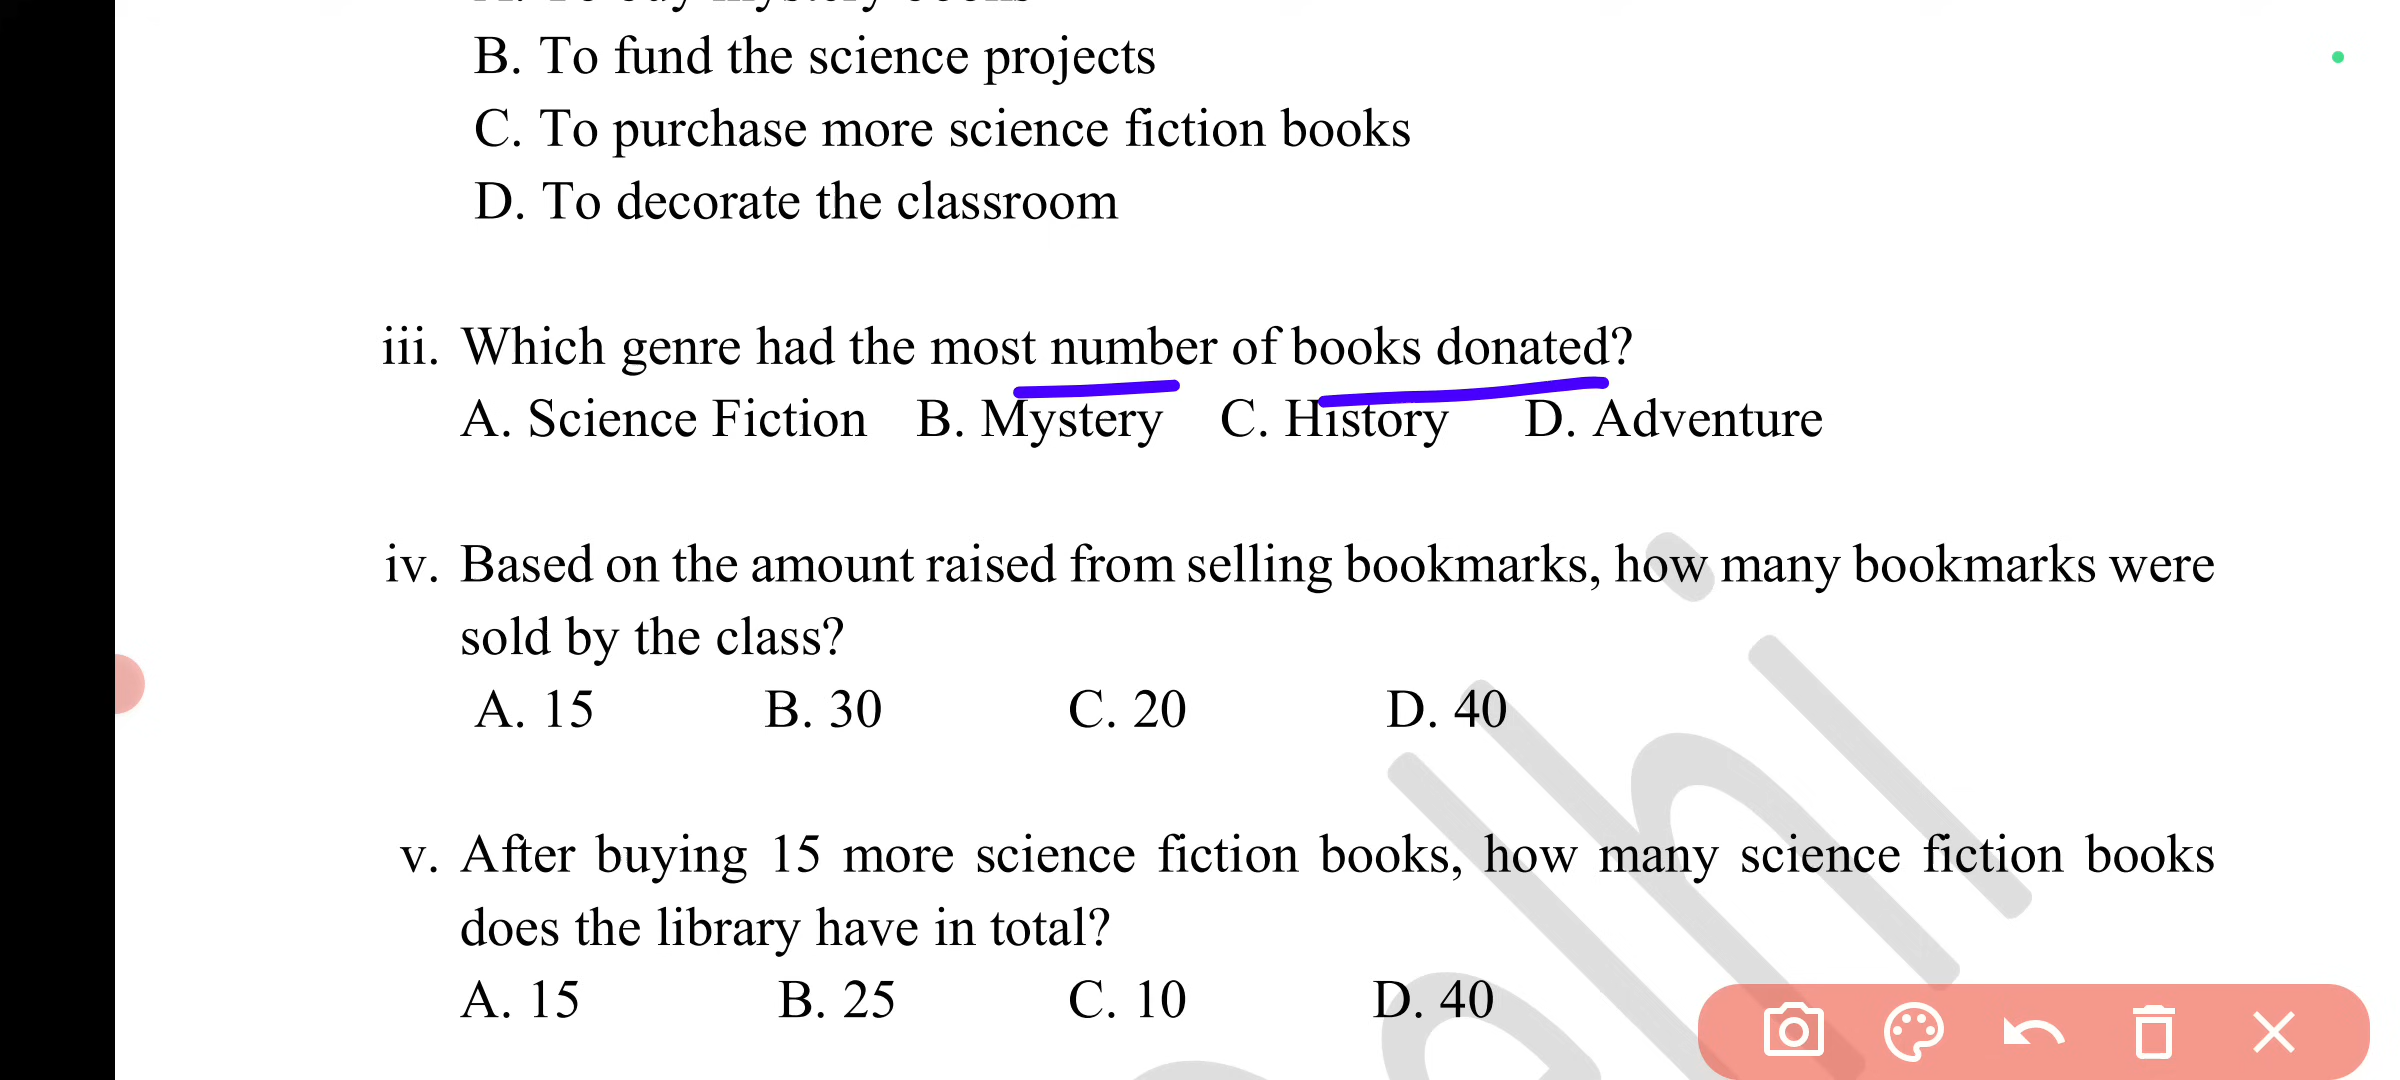 B. To fund the science projects
C. To purchase more science fiction books
D. To decorate the classroom
iii. Which genre had the most number of books donated?
A. Science Fiction B. Mystery C. History D. Adventure
iv. Based on the amount raised from selling bookmarks, how many bookmarks were
sold by the class?
A. 15 B. 30 C. 20 D. 40
v. After buying 15 more science fiction books, how many science fiction books
does the library have in total?
A. 15 B. 25 C. 10 D. 40